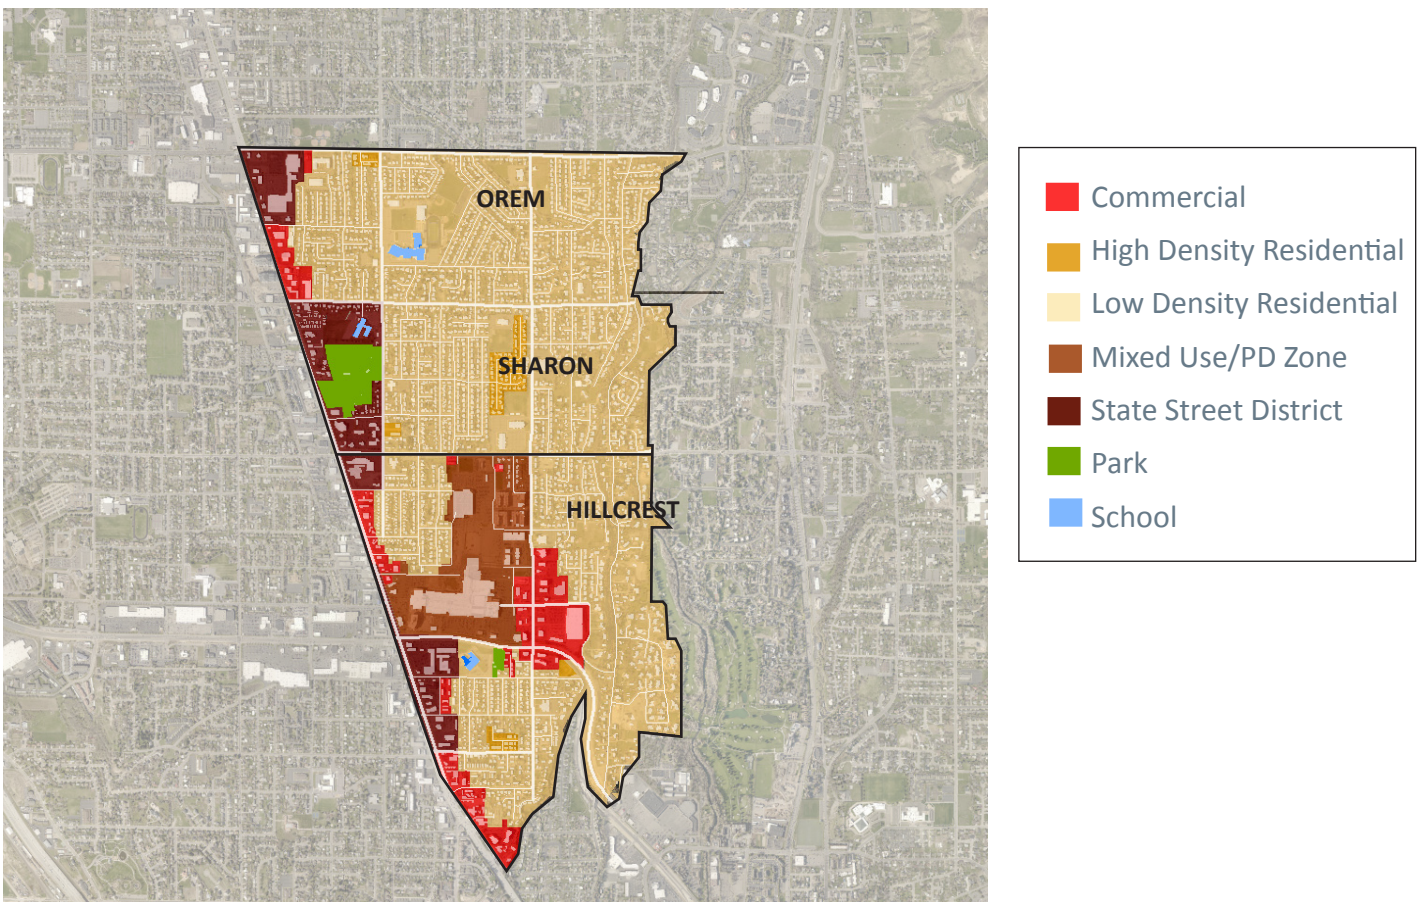 OREM
SHARON
HILLCREST
Commercial
High Density Residential
Low Density Residential
Mixed Use/PD Zone
State Street District
Park
School